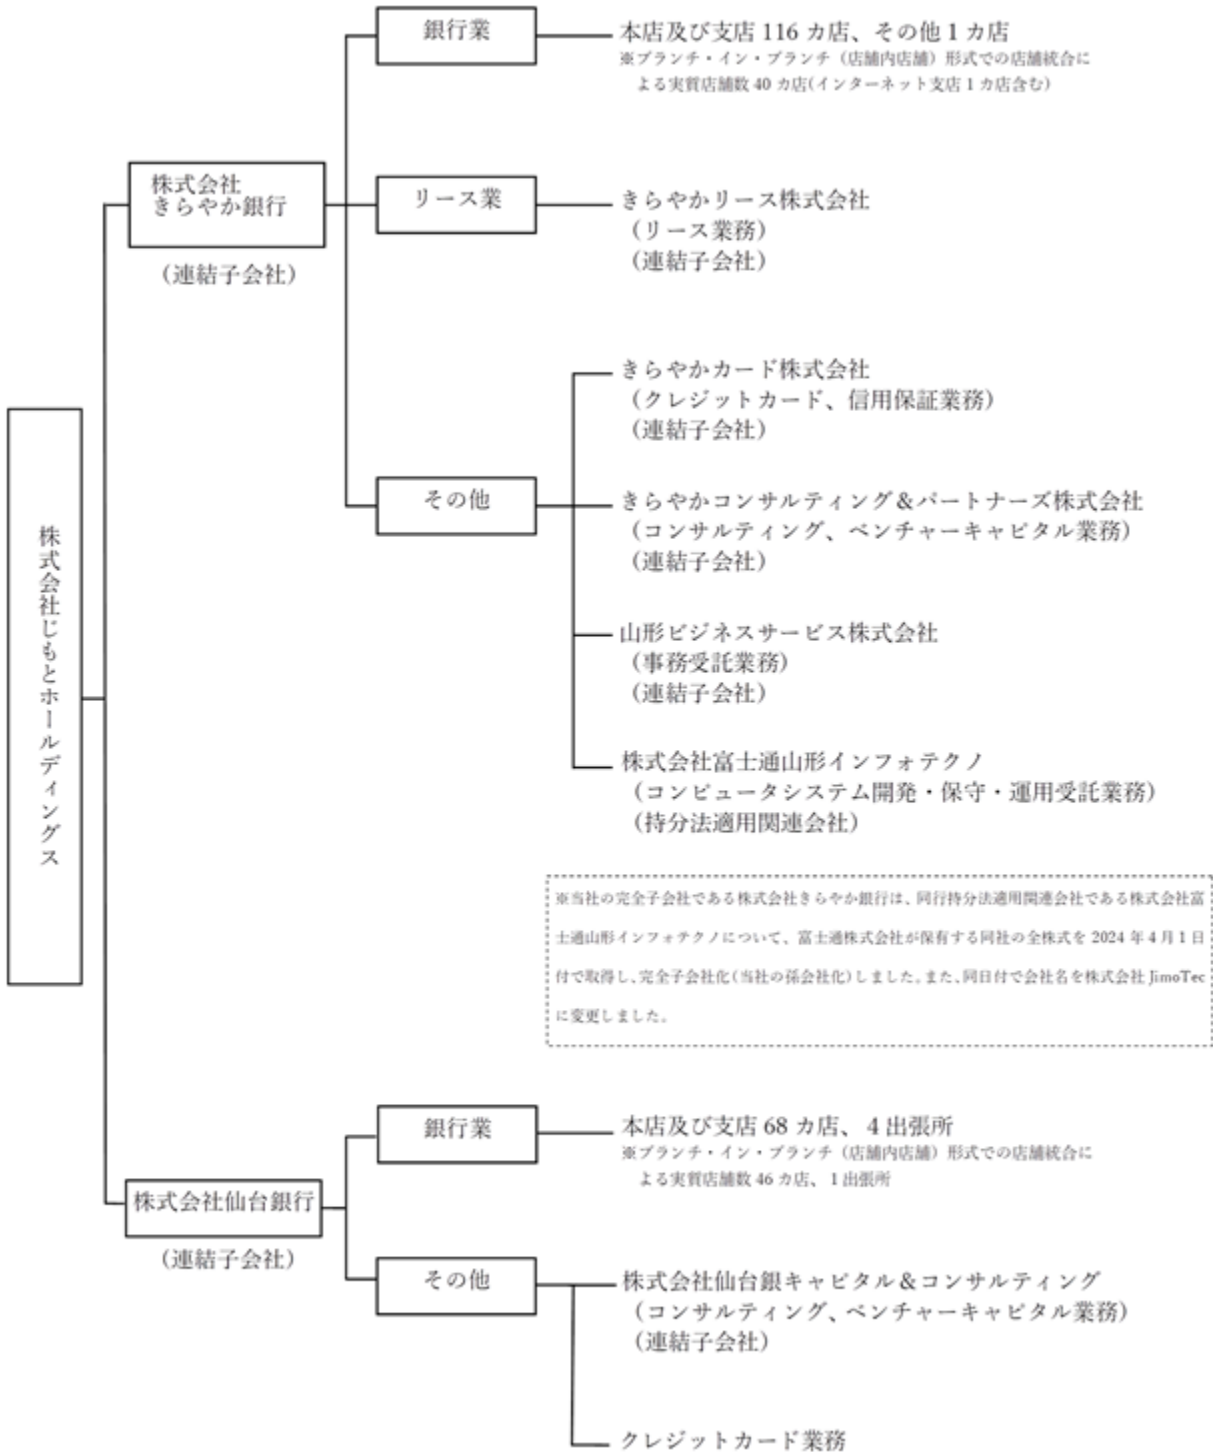 株式会社じもとホールディングス
株式会社
きらやか銀行
（連結子会社）
銀行業
本店及び支店 116 カ店、その他 1 カ店
※ブランチ・イン・ブランチ（店舗内店舗）形式での店舗統合に
よる実質店舗数 40 カ店(インターネット支店 1 カ店含む)
リース業
きらやかリース株式会社
（リース業務）
（連結子会社）
その他
きらやかカード株式会社
（クレジットカード、信用保証業務）
（連結子会社）
きらやかコンサルティング＆パートナーズ株式会社
（コンサルティング、ベンチャーキャピタル業務）
（連結子会社）
山形ビジネスサービス株式会社
（事務受託業務）
（連結子会社）
株式会社富士通山形インフォテクノ
（コンピュータシステム開発・保守・運用受託業務）
（持分法適用関連会社）
※当社の完全子会社である株式会社きらやか銀行は、同行持分法適用関連会社である株式会社富
士通山形インフォテクノについて、富士通株式会社が保有する同社の全株式を 2024 年 4 月 1 日
付で取得し、完全子会社化（当社の孫会社化）しました。また、同日付で会社名を株式会社 JimoTec
に変更しました。
株式会社仙台銀行
（連結子会社）
銀行業
本店及び支店 68 カ店、 4 出張所
※ブランチ・イン・ブランチ（店舗内店舗）形式での店舗統合に
よる実質店舗数 46 カ店、 1 出張所
その他
株式会社仙台銀キャピタル＆コンサルティング
（コンサルティング、ベンチャーキャピタル業務）
（連結子会社）
クレジットカード業務